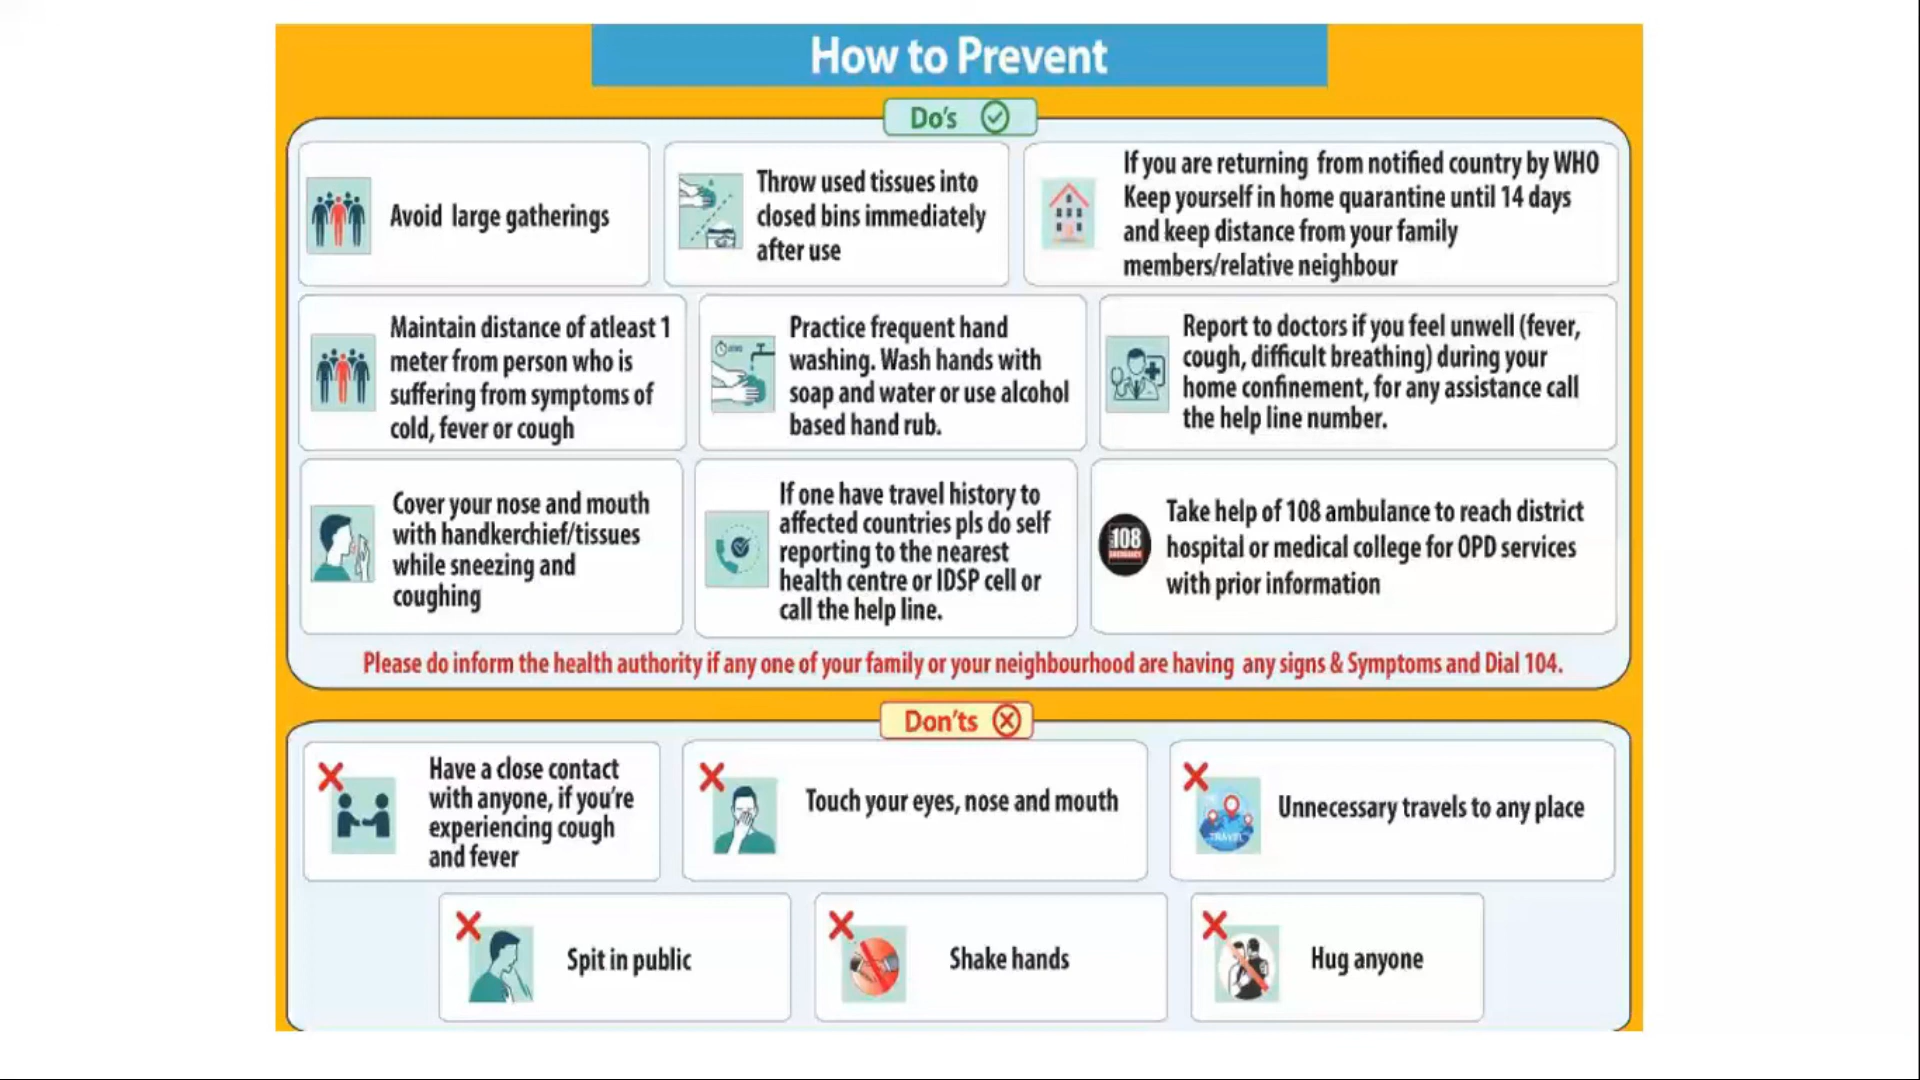 How to Prevent
Do's
Avoid large gatherings
Throw used tissues into
closed bins immediately
after use
If you are returning from notified country by WHO
Keep yourself in home quarantine until 14 days
and keep distance from your family
members/relative neighbour
Maintain distance of atleast 1
meter from person who is
suffering from symptoms of
cold, fever or cough
Practice frequent hand
washing. Wash hands with
soap and water or use alcohol
based hand rub.
Report to doctors if you feel unwell (fever,
cough, difficult breathing) during your
home confinement, for any assistance call
the help line number.
Cover your nose and mouth
with handkerchief/tissues
while sneezing and
coughing
If one have travel history to
affected countries pls do self
reporting to the nearest
health centre or IDSP cell or
call the help line.
108
Take help of 108 ambulance to reach district
hospital or medical college for OPD services
with prior information
Please do inform the health authority if any one of your family or your neighbourhood are having any signs & Symptoms and Dial 104.
Don'ts
Have a close contact
with anyone, if you're
experiencing cough
and fever
Touch your eyes, nose and mouth
TRAVEL
Unnecessary travels to any place
Spit in public
Shake hands
Hug anyone